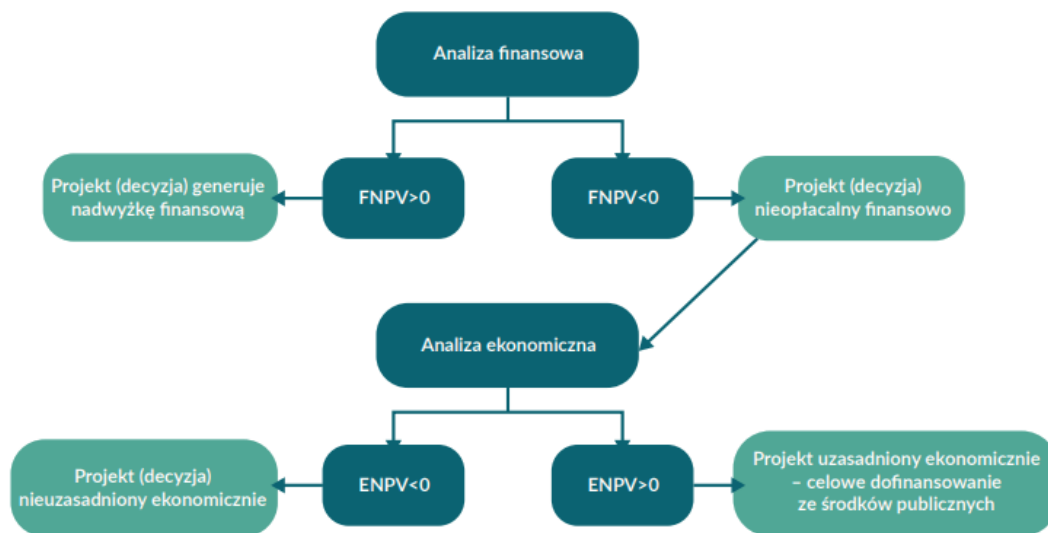 Analiza finansowa
Projekt (decyzja) generuje
nadwyżkę finansową
FNPV>0
FNPV<0
Projekt (decyzja)
nieopłacalny finansowo
Analiza ekonomiczna
Projekt (decyzja)
nieuzasadniony ekonomicznie
ENPV<0
ENPV>0
Projekt uzasadniony ekonomicznie
– celowe dofinansowanie
ze środków publicznych